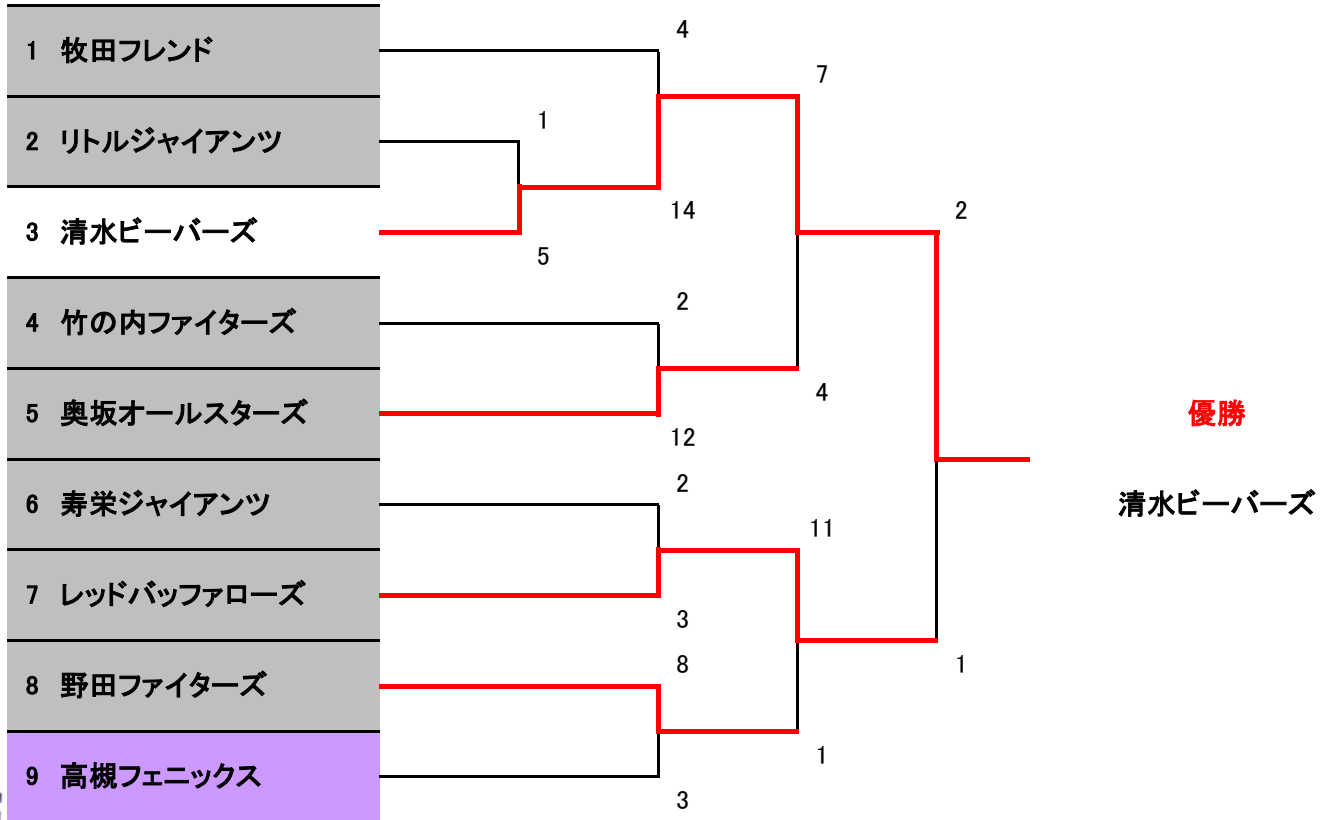 1 牧田フレンド
2 リトルジャイアンツ
3 清水ビーバーズ
4 竹の内ファイターズ
5 奥坂オールスターズ
6 寿栄ジャイアンツ
7 レッドバッファローズ
8 野田ファイターズ
9 高槻フェニックス
1
5
4
14
2
12
2
3
8
3
7
4
11
1
2
1
優勝
清水ビーバーズ